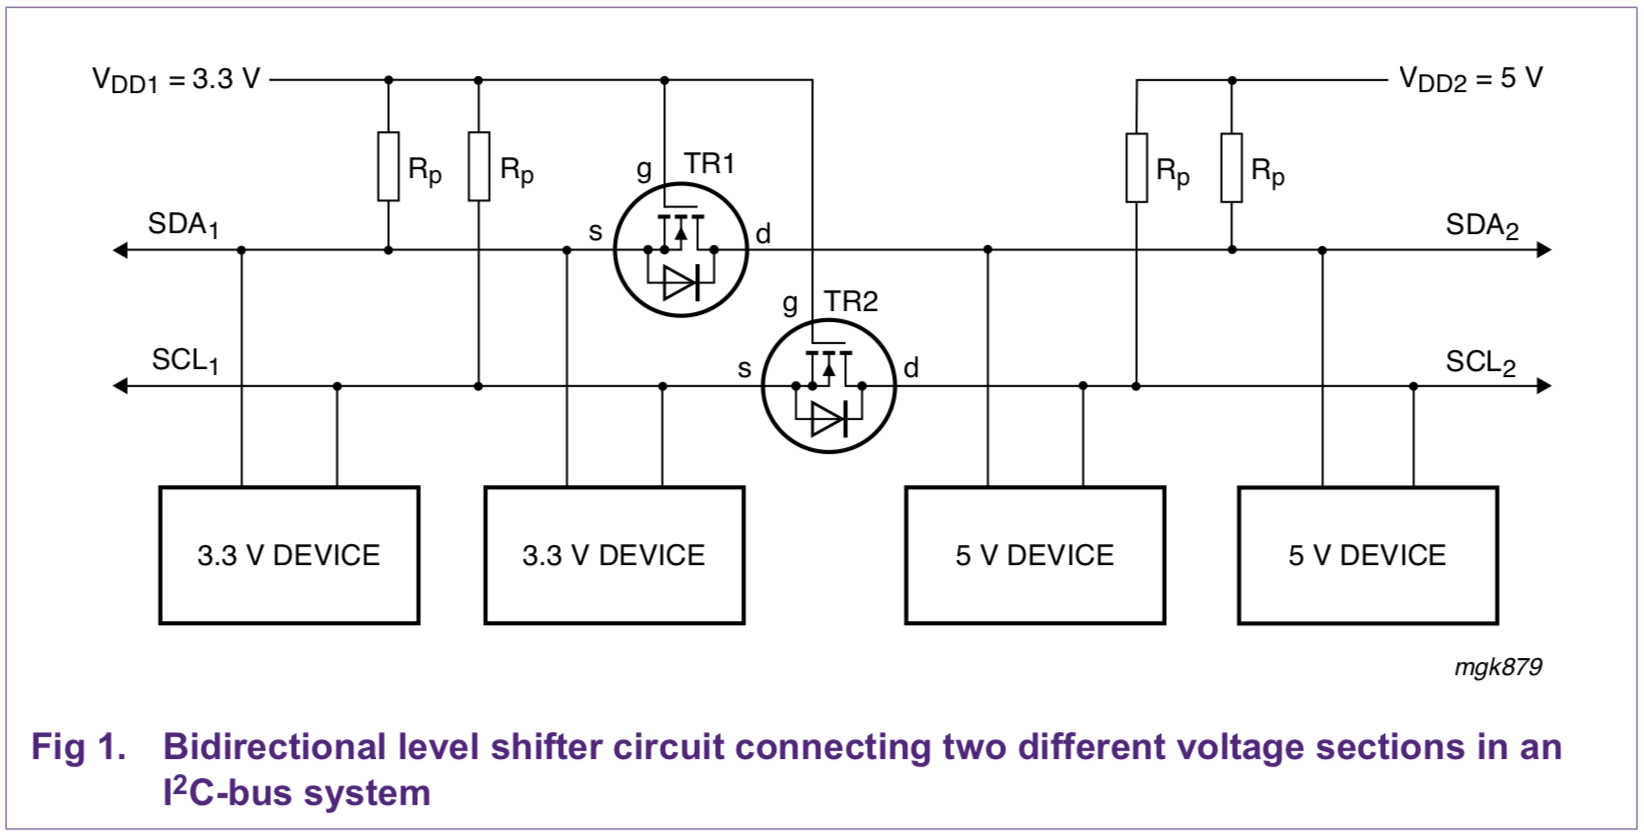 VDD1 = 3.3 V
VDD2 = 5 V
Rp
Rp
g
TR1
Rp
Rp
SDA1
s
d
SDA2
g
TR2
SCL1
s
d
SCL2
3.3 V DEVICE
3.3 V DEVICE
5 V DEVICE
5 V DEVICE
mgk879
Fig 1. Bidirectional level shifter circuit connecting two different voltage sections in an
I²C-bus system